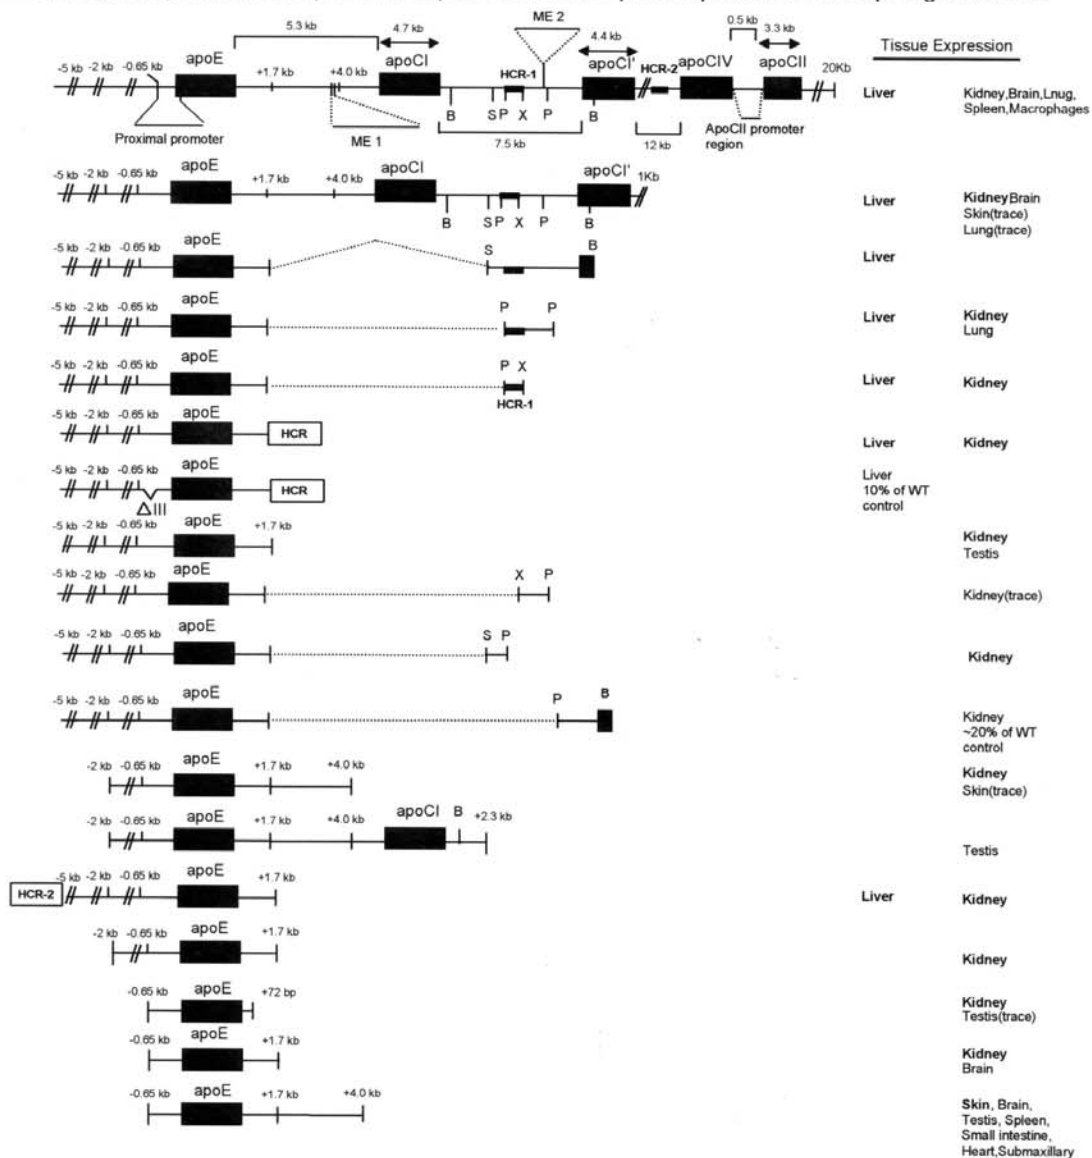 ME 2
5.3 kb 4.7 kb 4.4 kb 0.5 kb 3.3 kb
Tissue Expression
-5 kb -2 kb -0.65 kb apoE +1.7 kb +4.0 kb apoCI HCR-1 apoCI' HCR-2 apoCIV apoCII 20Kb
B S P X P B
Liver Kidney,Brain,Lnug,
Spleen,Macrophages
Proximal promoter ME 1 7.5 kb 12 kb ApoCII promoter
region
-5 kb -2 kb -0.65 kb apoE +1.7 kb +4.0 kb apoCI apoCI' 1Kb
B S P X P B
Liver KidneyBrain
Skin(trace)
Lung(trace)
-5 kb -2 kb -0.65 kb apoE S B
Liver
-5 kb -2 kb -0.65 kb apoE P P
Liver Kidney
Lung
-5 kb -2 kb -0.65 kb apoE P X
HCR-1
Liver Kidney
-5 kb -2 kb -0.65 kb apoE HCR
Liver Kidney
-5 kb -2 kb -0.65 kb apoE HCR
Δ III
Liver
10% of WT
control
-5 kb -2 kb -0.65 kb apoE +1.7 kb
Kidney
Testis
-5 kb -2 kb -0.65 kb apoE X P
Kidney(trace)
-5 kb -2 kb -0.65 kb apoE S P
Kidney
-5 kb -2 kb -0.65 kb apoE P B
Kidney
~20% of WT
control
-2 kb -0.65 kb apoE +1.7 kb +4.0 kb
Kidney
Skin(trace)
-2 kb -0.65 kb apoE +1.7 kb +4.0 kb apoCI B +2.3 kb
Testis
HCR-2 -5 kb -2 kb -0.65 kb apoE +1.7 kb
Liver Kidney
-2 kb -0.65 kb apoE +1.7 kb
Kidney
-0.65 kb apoE +72 bp
Kidney
Testis(trace)
-0.65 kb apoE +1.7 kb
Kidney
Brain
-0.65 kb apoE +1.7 kb +4.0 kb
Skin, Brain,
Testis, Spleen,
Small intestine,
Heart,Submaxillary